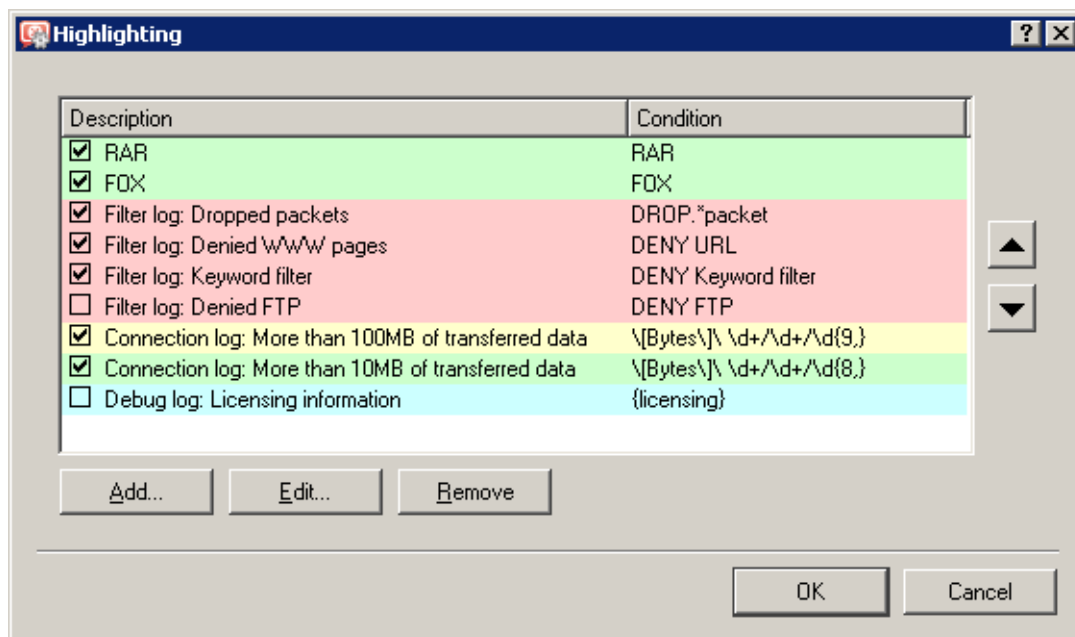 Highlighting
Description Condition
RAR RAR
FOX FOX
Filter log: Dropped packets DROP.*packet
Filter log: Denied WWW pages DENY URL
Filter log: Keyword filter DENY Keyword filter
Filter log: Denied FTP DENY FTP
Connection log: More than 100MB of transferred data \[Bytes\]\ \d+/\d+/\d{9,}
Connection log: More than 10MB of transferred data \[Bytes\]\ \d+/\d+/\d{8,}
Debug log: Licensing information {licensing}
Add... Edit... Remove
OK Cancel